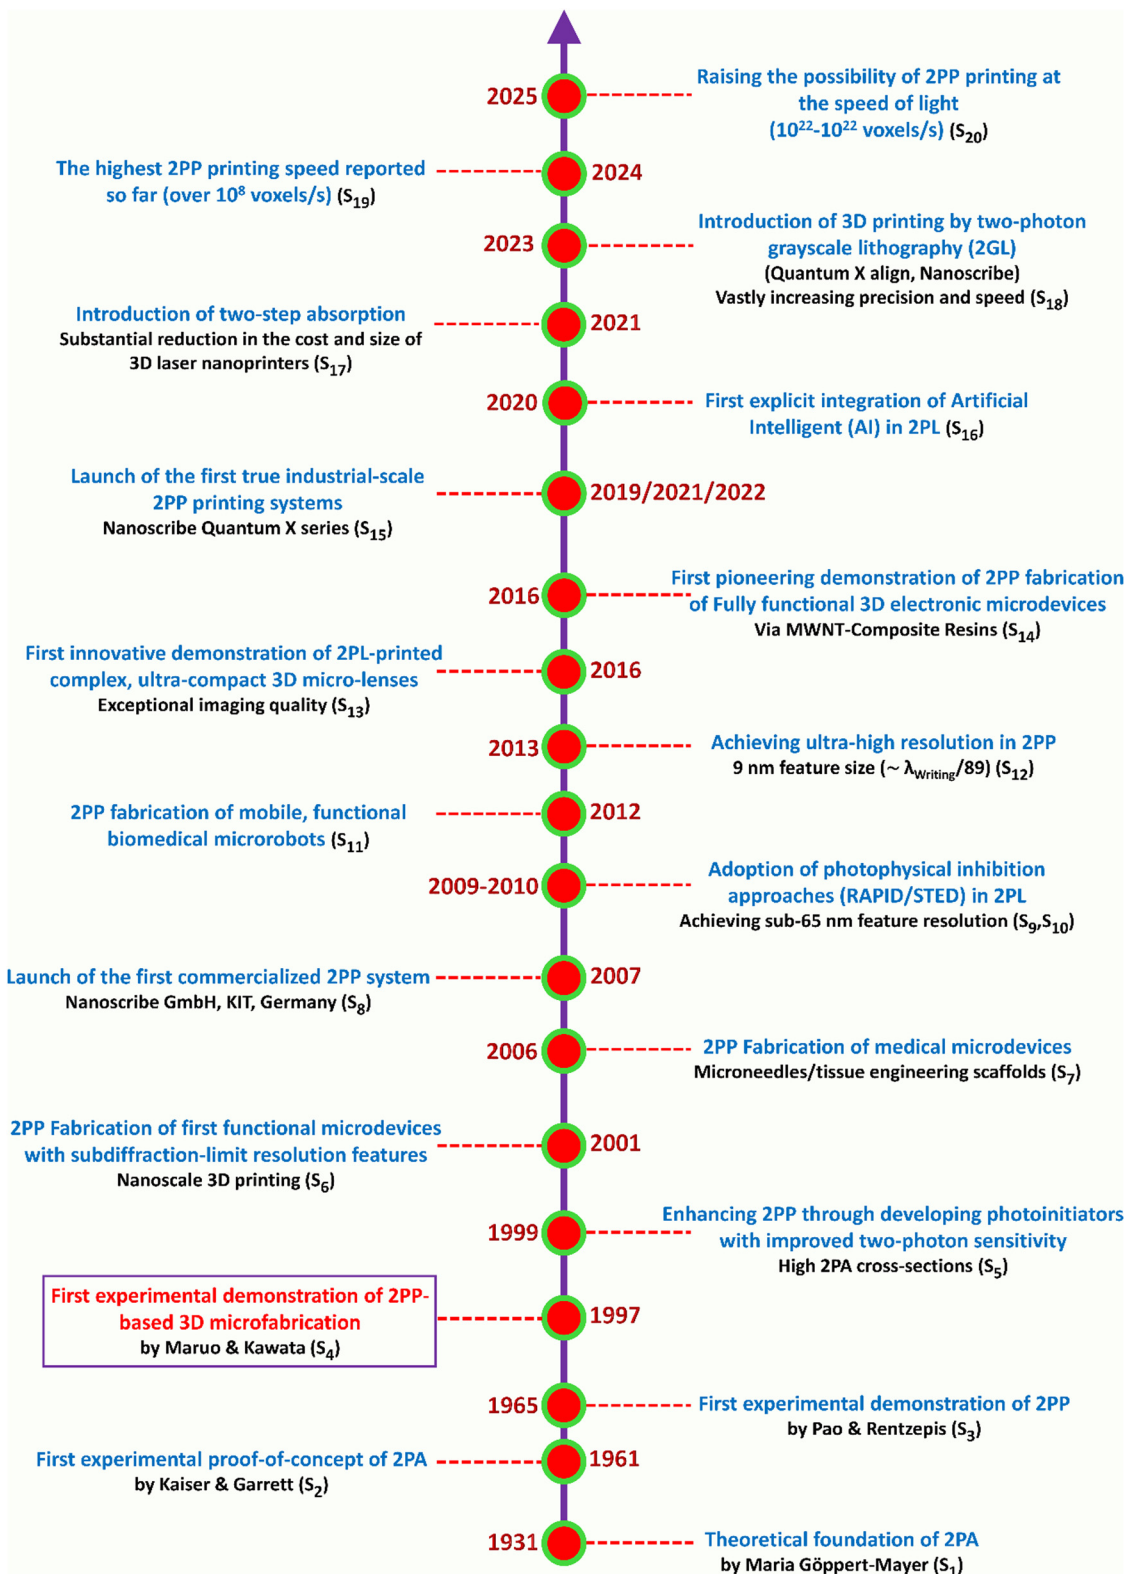 2025
Raising the possibility of 2PP printing at
the speed of light
(10²²-10²² voxels/s) (S₂₀)
The highest 2PP printing speed reported
so far (over 10⁸ voxels/s) (S₁₉)
2024
2023
Introduction of 3D printing by two-photon
grayscale lithography (2GL)
(Quantum X align, Nanoscribe)
Vastly increasing precision and speed (S₁₈)
Introduction of two-step absorption
Substantial reduction in the cost and size of
3D laser nanoprinters (S₁₇)
2021
2020
First explicit integration of Artificial
Intelligent (AI) in 2PL (S₁₆)
Launch of the first true industrial-scale
2PP printing systems
Nanoscribe Quantum X series (S₁₅)
2019/2021/2022
2016
First pioneering demonstration of 2PP fabrication
of Fully functional 3D electronic microdevices
Via MWNT-Composite Resins (S₁₄)
First innovative demonstration of 2PL-printed
complex, ultra-compact 3D micro-lenses
Exceptional imaging quality (S₁₃)
2016
2013
Achieving ultra-high resolution in 2PP
9 nm feature size (~ λWriting/89) (S₁₂)
2PP fabrication of mobile, functional
biomedical microrobots (S₁₁)
2012
2009-2010
Adoption of photophysical inhibition
approaches (RAPID/STED) in 2PL
Achieving sub-65 nm feature resolution (S₉,S₁₀)
Launch of the first commercialized 2PP system
Nanoscribe GmbH, KIT, Germany (S₈)
2007
2006
2PP Fabrication of medical microdevices
Microneedles/tissue engineering scaffolds (S₇)
2PP Fabrication of first functional microdevices
with subdiffraction-limit resolution features
Nanoscale 3D printing (S₆)
2001
1999
Enhancing 2PP through developing photoinitiators
with improved two-photon sensitivity
High 2PA cross-sections (S₅)
First experimental demonstration of 2PP-
based 3D microfabrication
by Maruo & Kawata (S₄)
1997
1965
First experimental demonstration of 2PP
by Pao & Rentzepis (S₃)
First experimental proof-of-concept of 2PA
by Kaiser & Garrett (S₂)
1961
1931
Theoretical foundation of 2PA
by Maria Göppert-Mayer (S₁)